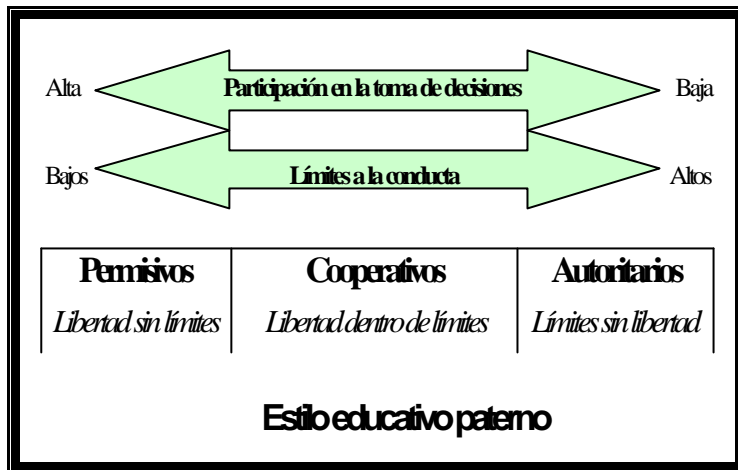 Alta Participación en la toma de decisiones Baja
Bajos Límites a la conducta Altos
Permisivos Cooperativos Autoritarios
Libertad sin límites Libertad dentro de límites Límites sin libertad
Estilo educativo paterno